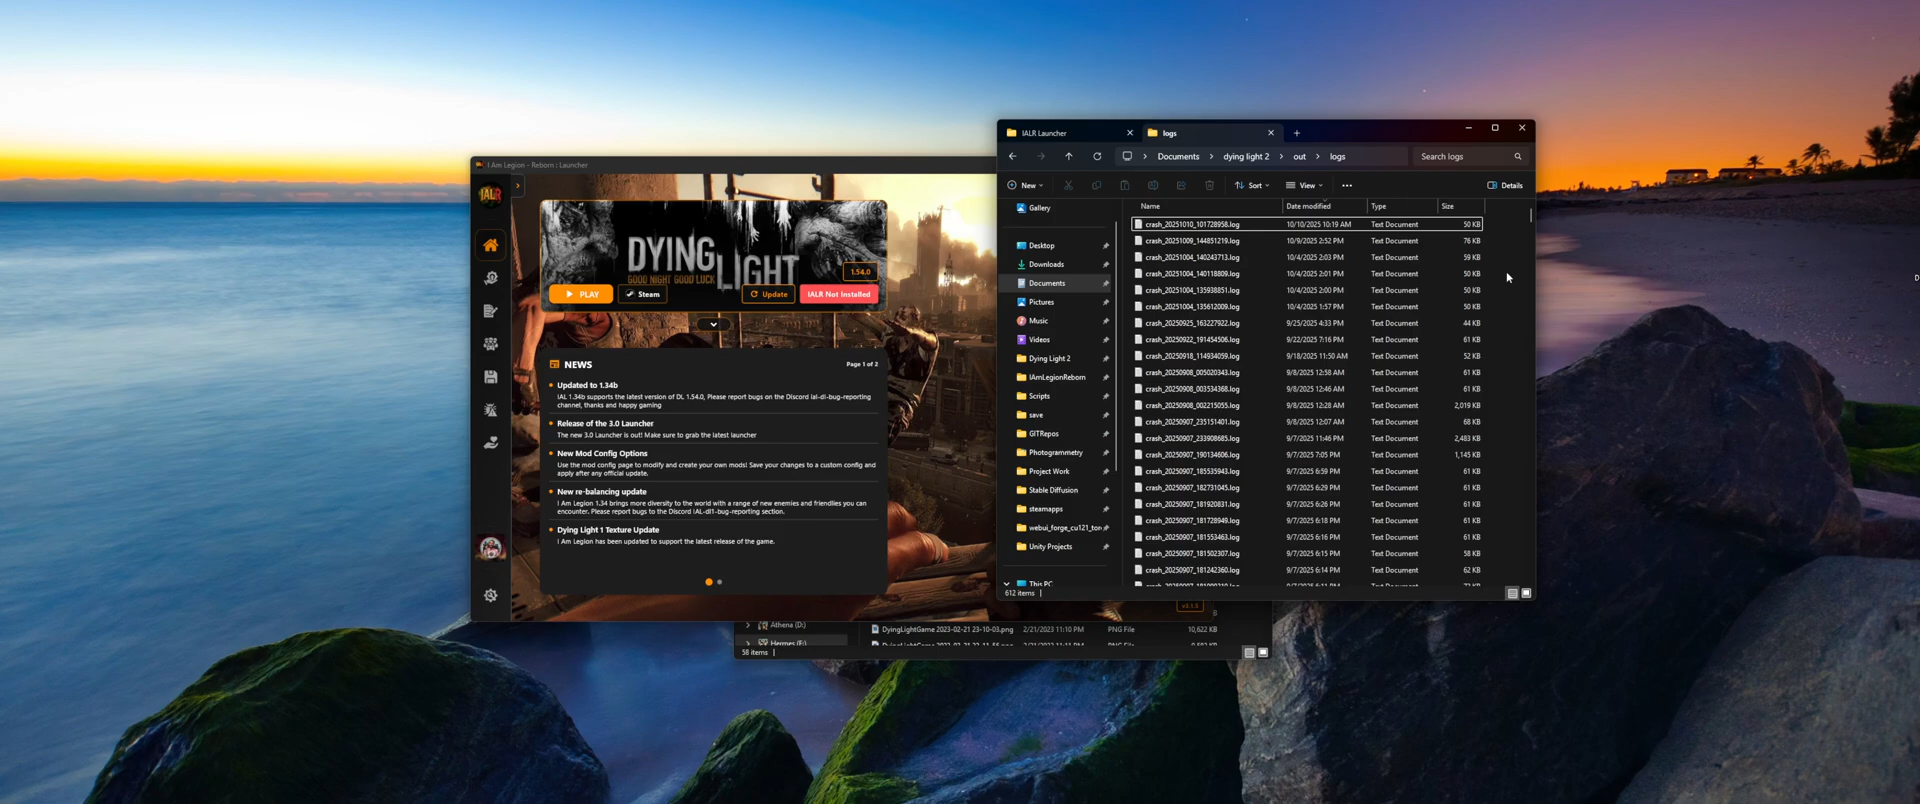 I Am Legion - Reborn : Launcher
IALR
DYING
LIGHT
GOOD NIGHT GOOD LUCK
1.54.0
PLAY
Steam
Update
IALR Not Installed
NEWS
Page 1 of 2
Updated to 1.34b
IAL 1.34b supports the latest version of DL 1.54.0, Please report bugs on the Discord ial-dl-bug-reporting
channel, thanks and happy gaming
Release of the 3.0 Launcher
The new 3.0 Launcher is out! Make sure to grab the latest launcher
New Mod Config Options
Use the mod config page to modify and create your own mods! Save your changes to a custom config and
apply after any official update.
New re-balancing update
I Am Legion 1.34 brings more diversity to the world with a range of new enemies and friendlies you can
encounter. Please report bugs to the Discord IAL-dl1-bug-reporting section.
Dying Light 1 Texture Update
I Am Legion has been updated to support the latest release of the game.
v3.1.5
IALR Launcher
logs
Documents
dying light 2
out
logs
Search logs
New
Sort
View
Details
Gallery
Desktop
Downloads
Documents
Pictures
Music
Videos
Dying Light 2
IAmLegionReborn
Scripts
save
GITRepos
Photogrammetry
Project Work
Stable Diffusion
steamapps
webui_forge_cu121_torc
Unity Projects
This PC
Name Date modified Type Size
crash_20251010_101728958.log 10/10/2025 10:19 AM Text Document 50 KB
crash_20251009_144851219.log 10/9/2025 2:52 PM Text Document 76 KB
crash_20251004_140243713.log 10/4/2025 2:03 PM Text Document 59 KB
crash_20251004_140118809.log 10/4/2025 2:01 PM Text Document 50 KB
crash_20251004_135938851.log 10/4/2025 2:00 PM Text Document 50 KB
crash_20251004_135612009.log 10/4/2025 1:57 PM Text Document 50 KB
crash_20250925_163227922.log 9/25/2025 4:33 PM Text Document 44 KB
crash_20250922_191454506.log 9/22/2025 7:16 PM Text Document 61 KB
crash_20250918_114934059.log 9/18/2025 11:50 AM Text Document 52 KB
crash_20250908_005020343.log 9/8/2025 12:58 AM Text Document 61 KB
crash_20250908_003534368.log 9/8/2025 12:46 AM Text Document 61 KB
crash_20250908_002215055.log 9/8/2025 12:28 AM Text Document 2,019 KB
crash_20250907_235151401.log 9/8/2025 12:07 AM Text Document 68 KB
crash_20250907_233908685.log 9/7/2025 11:46 PM Text Document 2,483 KB
crash_20250907_190134606.log 9/7/2025 7:05 PM Text Document 1,145 KB
crash_20250907_185535943.log 9/7/2025 6:59 PM Text Document 61 KB
crash_20250907_182731045.log 9/7/2025 6:29 PM Text Document 61 KB
crash_20250907_181920831.log 9/7/2025 6:26 PM Text Document 61 KB
crash_20250907_181728949.log 9/7/2025 6:18 PM Text Document 61 KB
crash_20250907_181553463.log 9/7/2025 6:16 PM Text Document 61 KB
crash_20250907_181502307.log 9/7/2025 6:15 PM Text Document 58 KB
crash_20250907_181242360.log 9/7/2025 6:14 PM Text Document 62 KB
612 items
Athena (D:)
Hermes (E:)
DyingLightGame 2023-02-21 23-10-03.png 2/21/2023 11:10 PM PNG File 10,622 KB
58 items
D